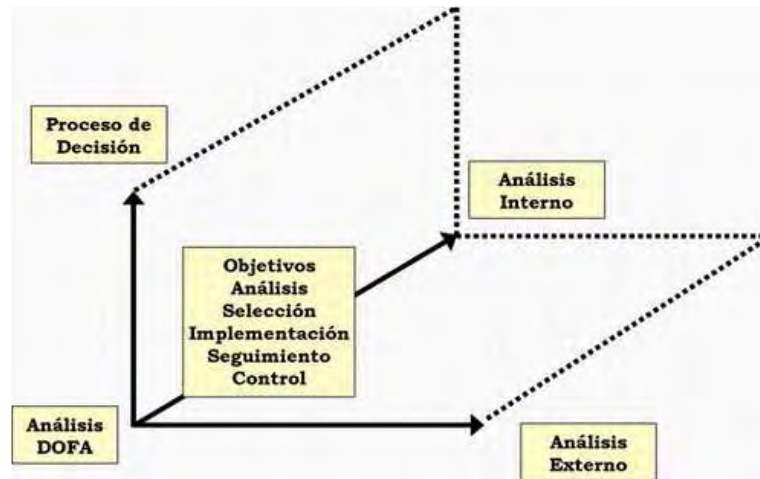 Proceso de
Decisión
Análisis
Interno
Objetivos
Análisis
Selección
Implementación
Seguimiento
Control
Análisis
DOFA
Análisis
Externo